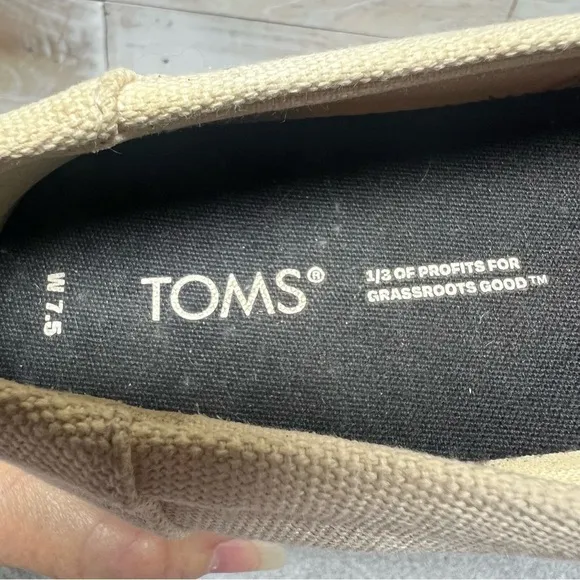 W 7.5
TOMS®
1/3 OF PROFITS FOR
GRASSROOTS GOOD™